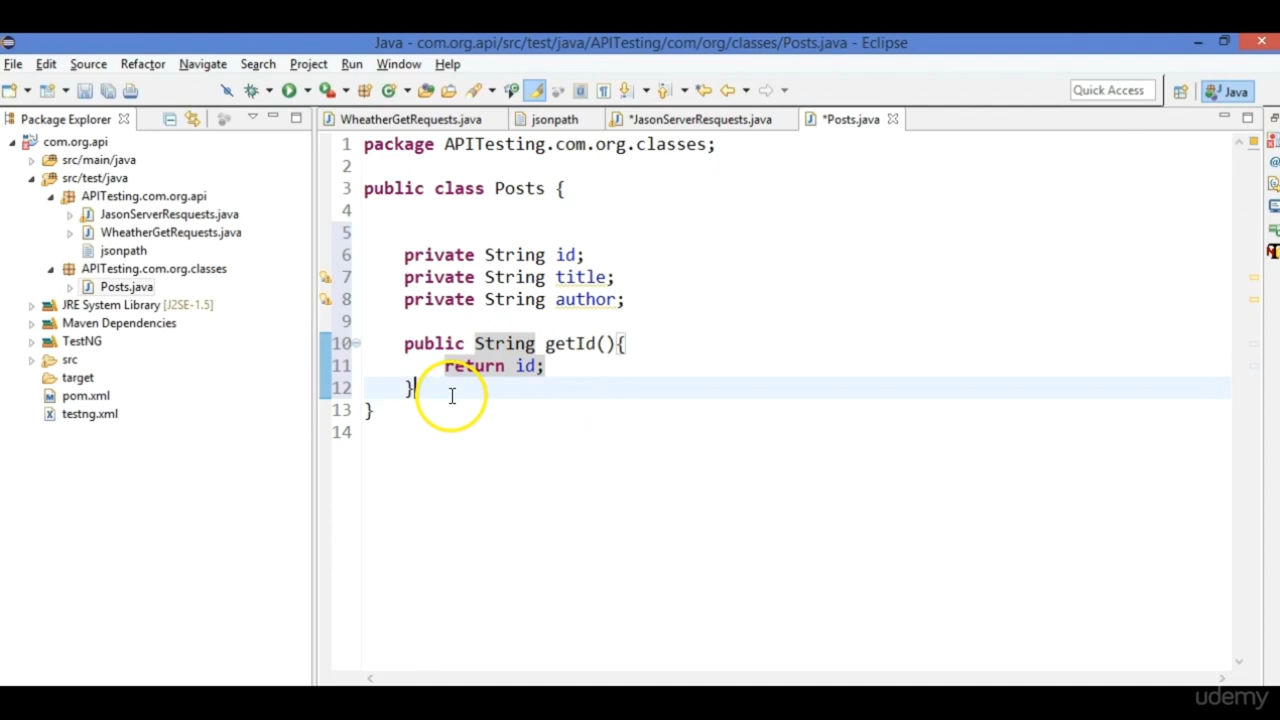 Java - com.org.api/src/test/java/APITesting/com/org/classes/Posts.java - Eclipse
File Edit Source Refactor Navigate Search Project Run Window Help
Quick Access
Java
Package Explorer
WheatherGetRequests.java
jsonpath
*JasonServerResquests.java
*Posts.java
com.org.api
src/main/java
src/test/java
APITesting.com.org.api
JasonServerResquests.java
WheatherGetRequests.java
jsonpath
APITesting.com.org.classes
Posts.java
JRE System Library [J2SE-1.5]
Maven Dependencies
TestNG
src
target
pom.xml
testng.xml
1 package APITesting.com.org.classes;
2
3 public class Posts {
4
5
6 private String id;
7 private String title;
8 private String author;
9
10 public String getId(){
11 return id;
12 }
13 }
14
udemy